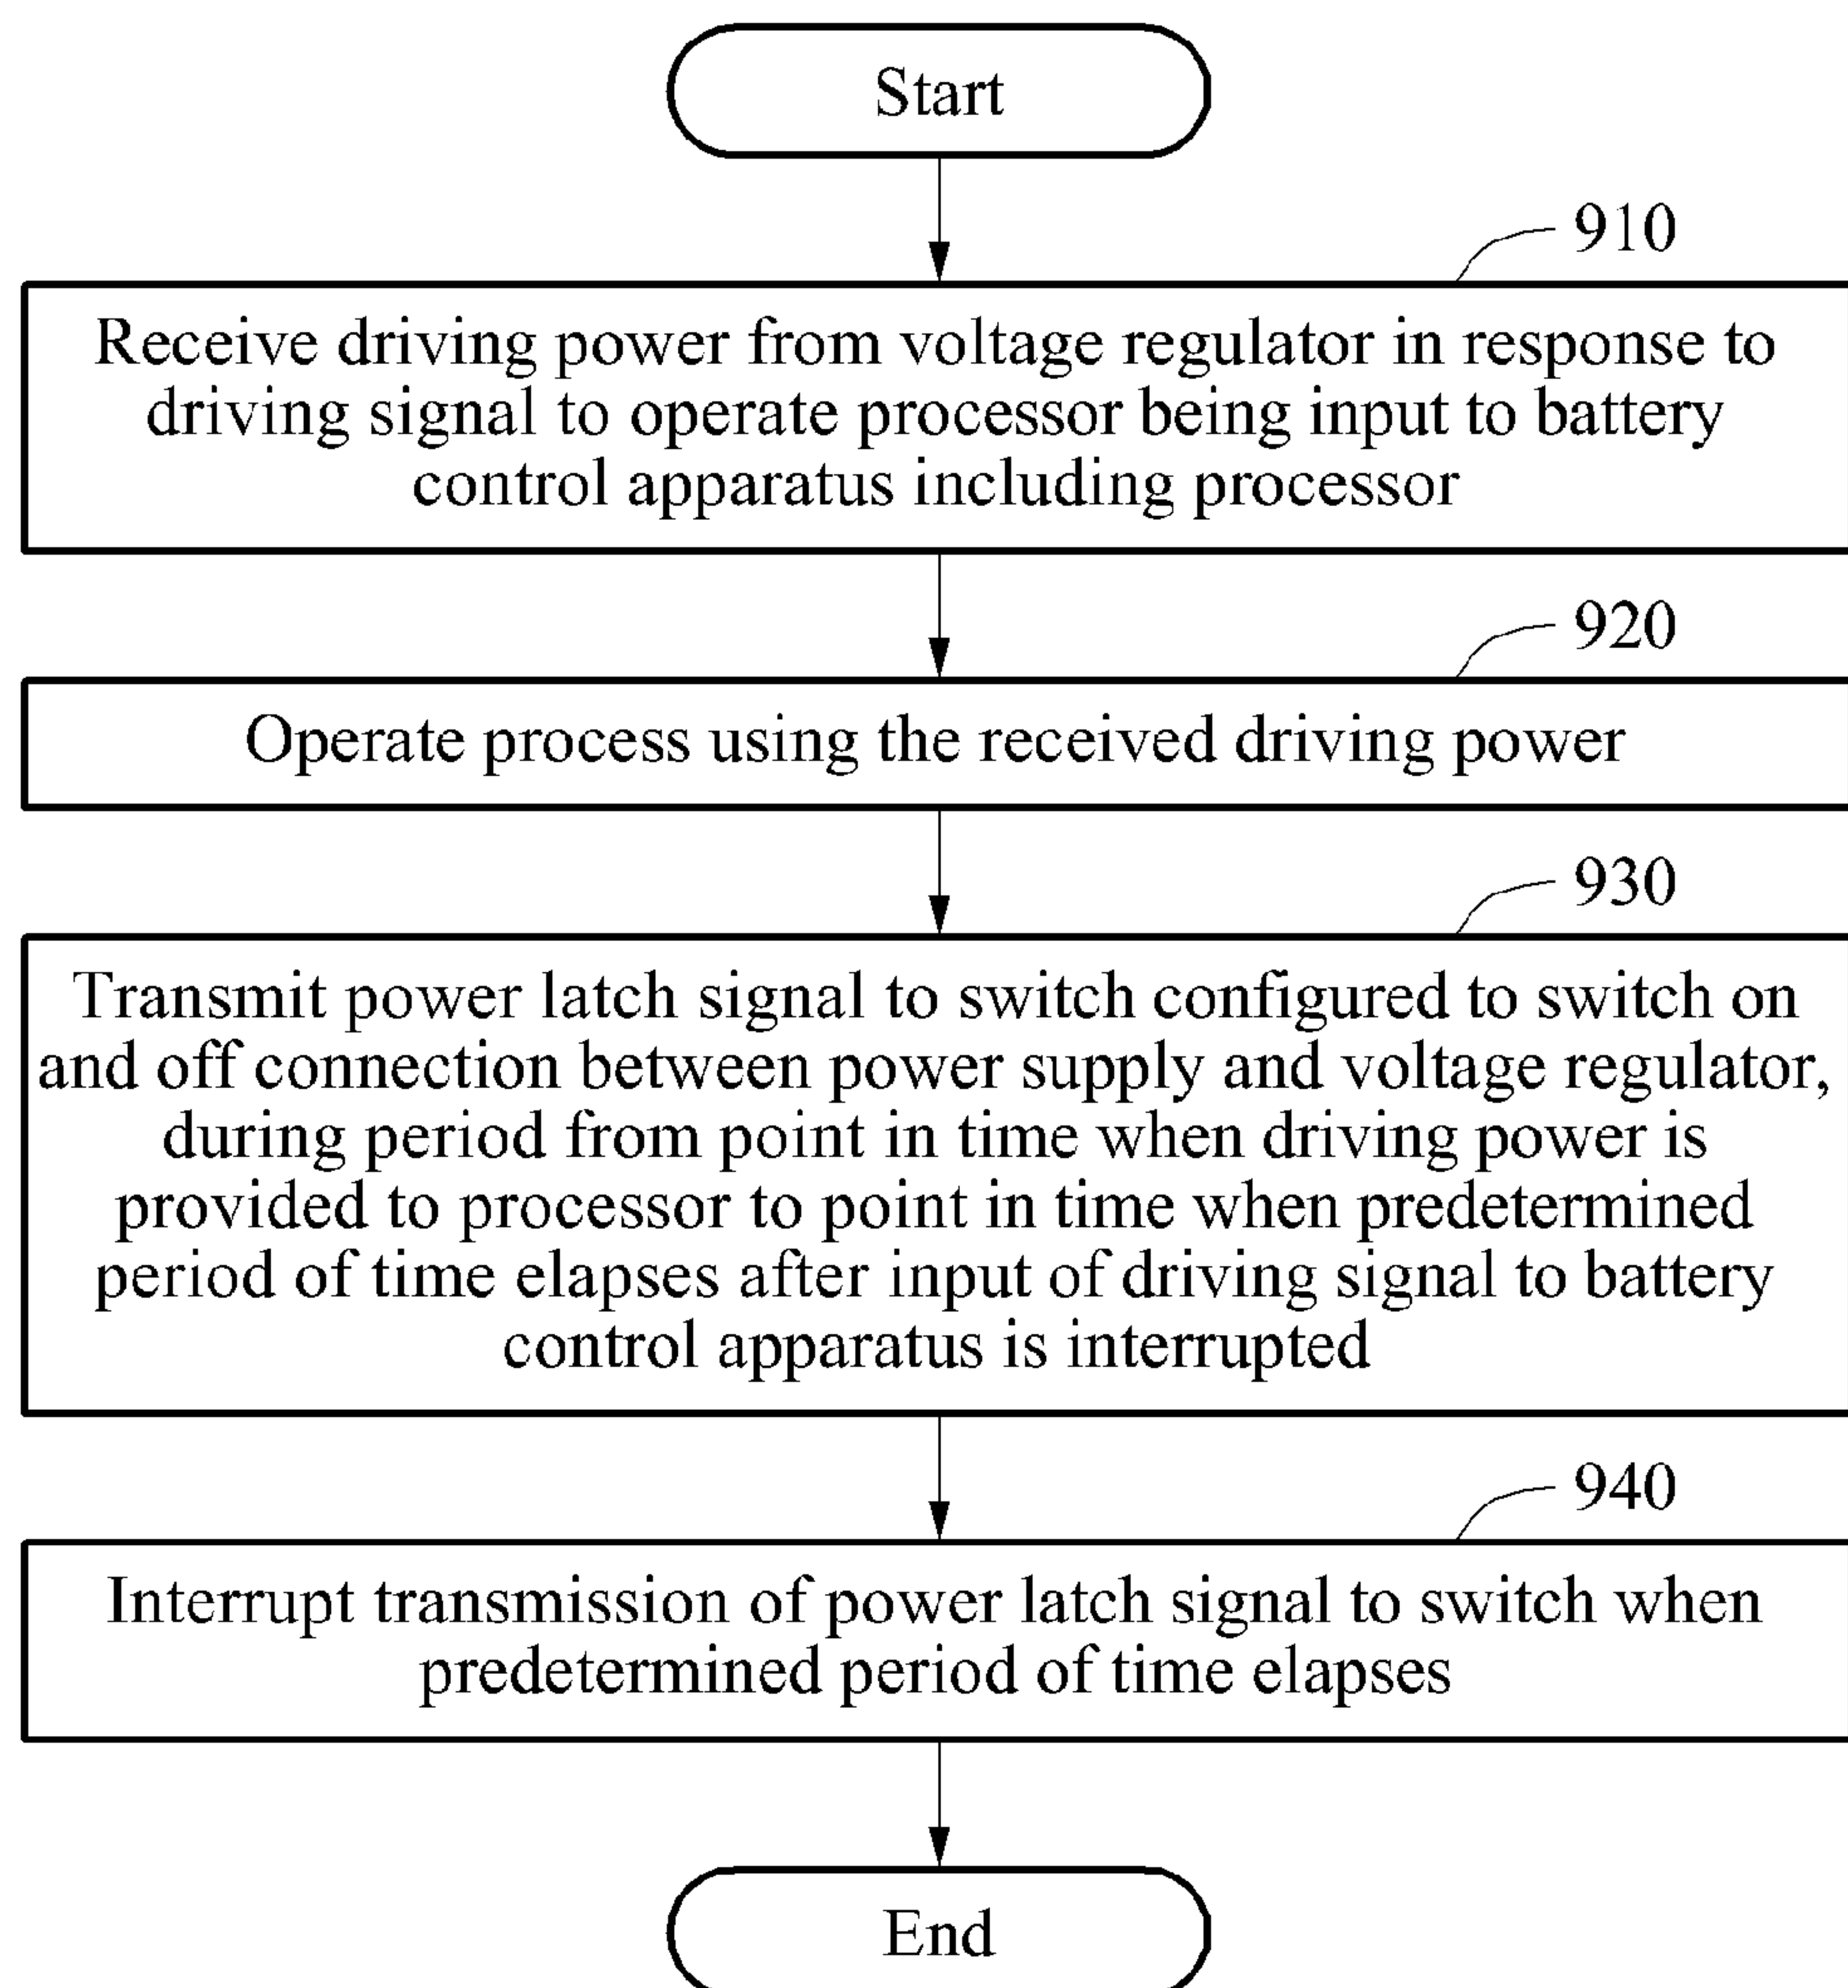 Start
910
Receive driving power from voltage regulator in response to
driving signal to operate processor being input to battery
control apparatus including processor
920
Operate process using the received driving power
930
Transmit power latch signal to switch configured to switch on
and off connection between power supply and voltage regulator,
during period from point in time when driving power is
provided to processor to point in time when predetermined
period of time elapses after input of driving signal to battery
control apparatus is interrupted
940
Interrupt transmission of power latch signal to switch when
predetermined period of time elapses
End